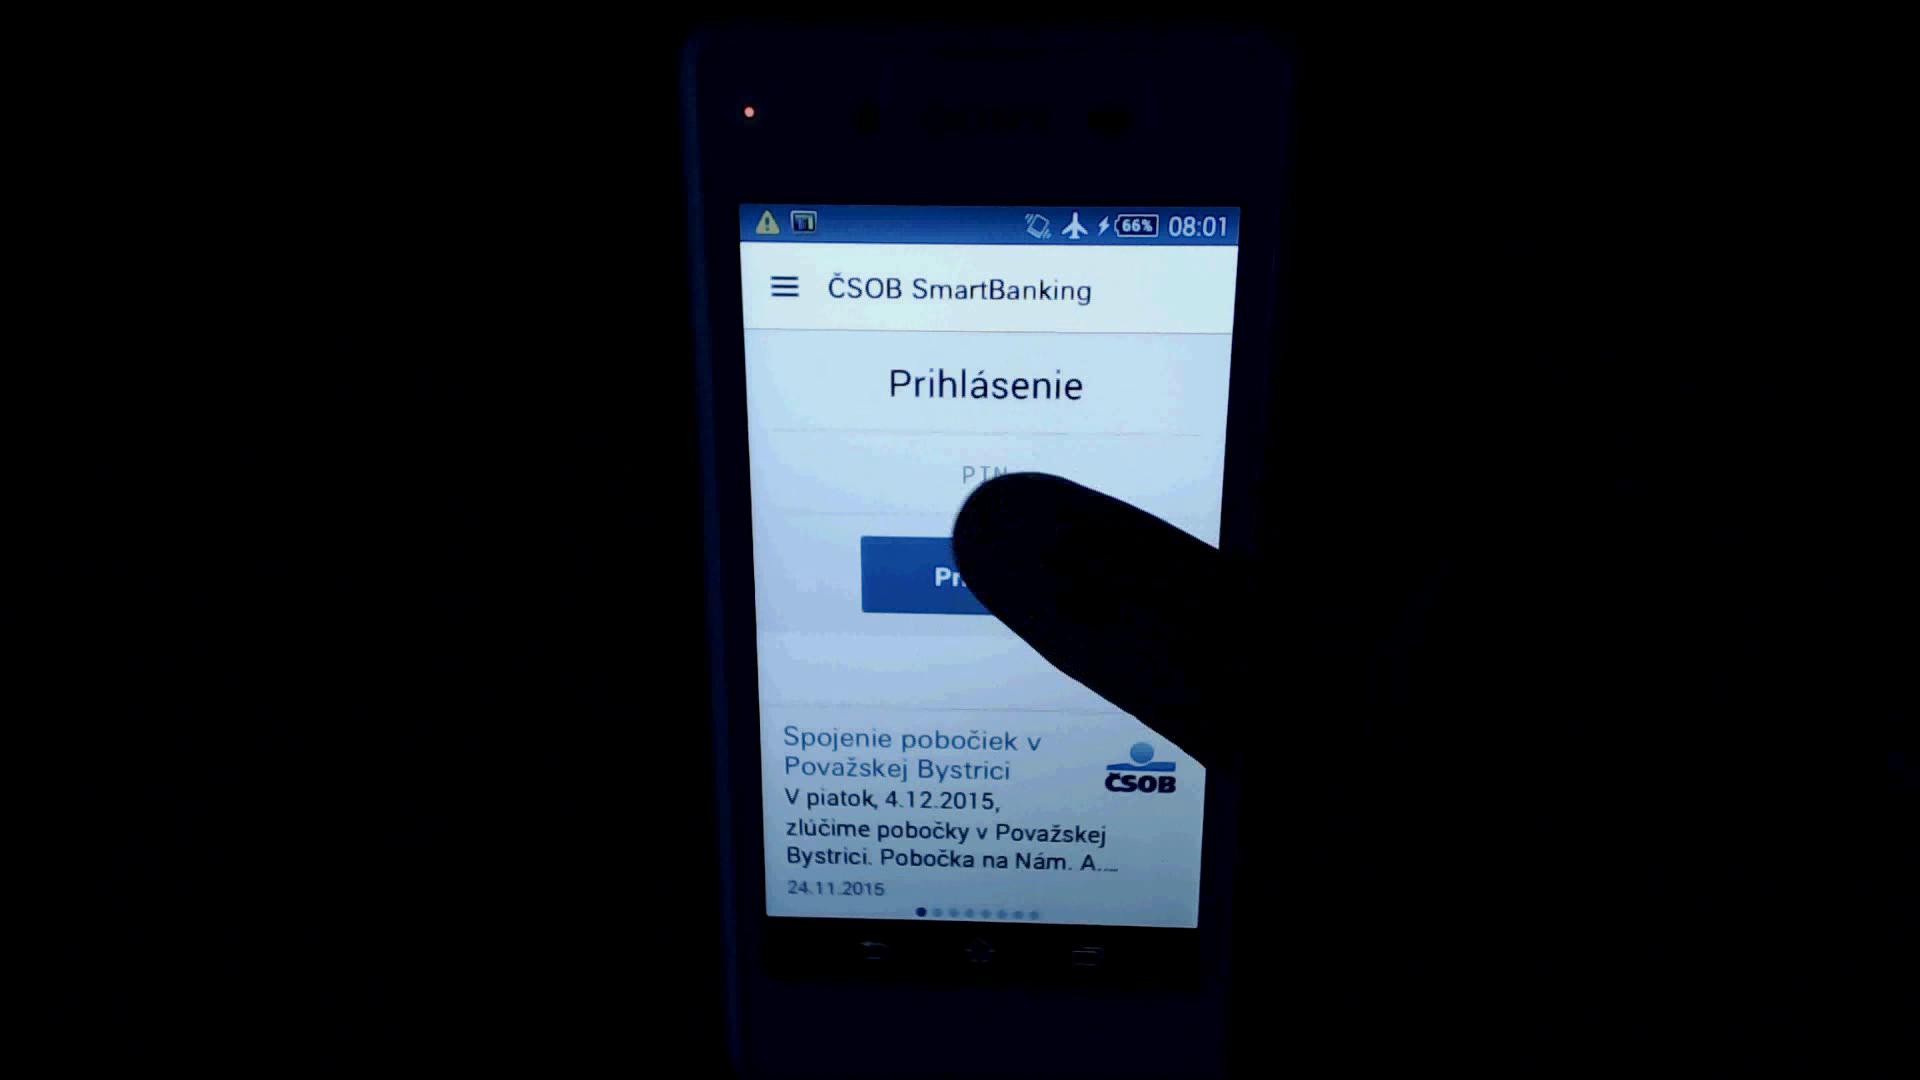 66% 08:01
ČSOB SmartBanking
Prihlásenie
PIN
Spojenie pobočiek v
Považskej Bystrici
ČSOB
V piatok, 4.12.2015,
zlúčime pobočky v Považskej
Bystrici. Pobočka na Nám. A....
24.11.2015